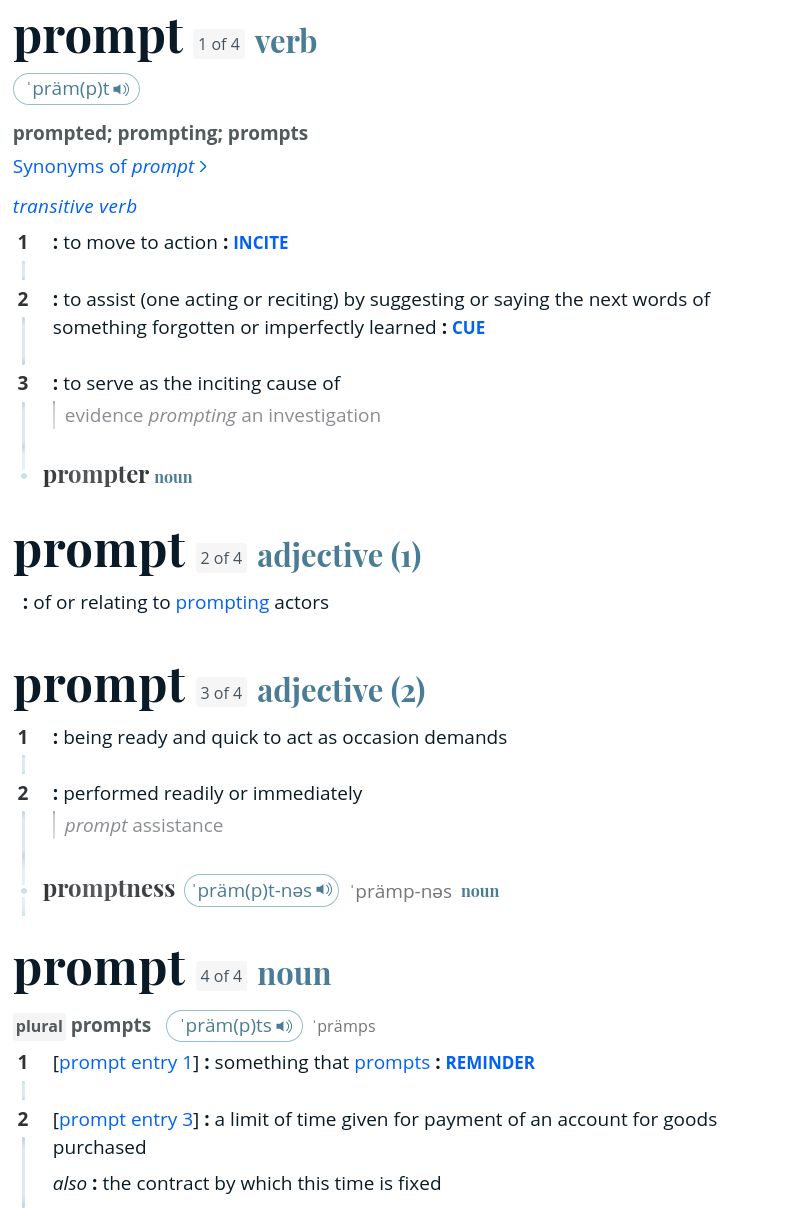 prompt 1 of 4 verb
ˈpräm(p)t
prompted; prompting; prompts
Synonyms of prompt
transitive verb
1 : to move to action : INCITE
2 : to assist (one acting or reciting) by suggesting or saying the next words of
something forgotten or imperfectly learned : CUE
3 : to serve as the inciting cause of
evidence prompting an investigation
prompter noun
prompt 2 of 4 adjective (1)
: of or relating to prompting actors
prompt 3 of 4 adjective (2)
1 : being ready and quick to act as occasion demands
2 : performed readily or immediately
prompt assistance
promptness ˈpräm(p)t-nəs ˈprämp-nəs noun
prompt 4 of 4 noun
plural prompts ˈpräm(p)ts ˈprämps
1 [prompt entry 1] : something that prompts : REMINDER
2 [prompt entry 3] : a limit of time given for payment of an account for goods
purchased
also : the contract by which this time is fixed